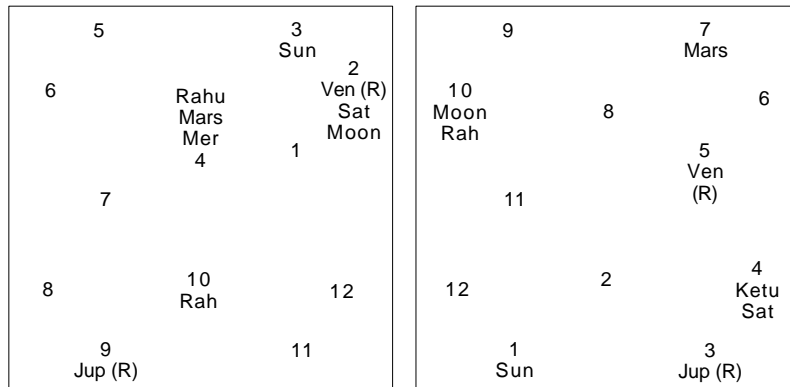 5
3
Sun
2
Ven (R)
Sat
Moon
6
Rahu
Mars
Mer
4
1
7
8
10
Rah
12
9
Jup (R)
11
9
7
Mars
10
Moon
Rah
8
6
5
Ven
(R)
11
12
2
4
Ketu
Sat
1
Sun
3
Jup (R)